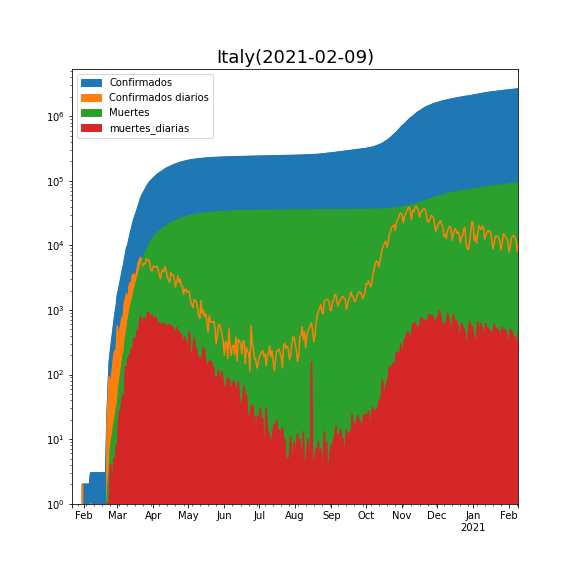 Italy(2021-02-09)
Confirmados
Confirmados diarios
Muertes
muertes_diarias
10^6
10^5
10^4
10^3
10^2
10^1
10^0
Feb Mar Apr May Jun Jul Aug Sep Oct Nov Dec Jan Feb
2021